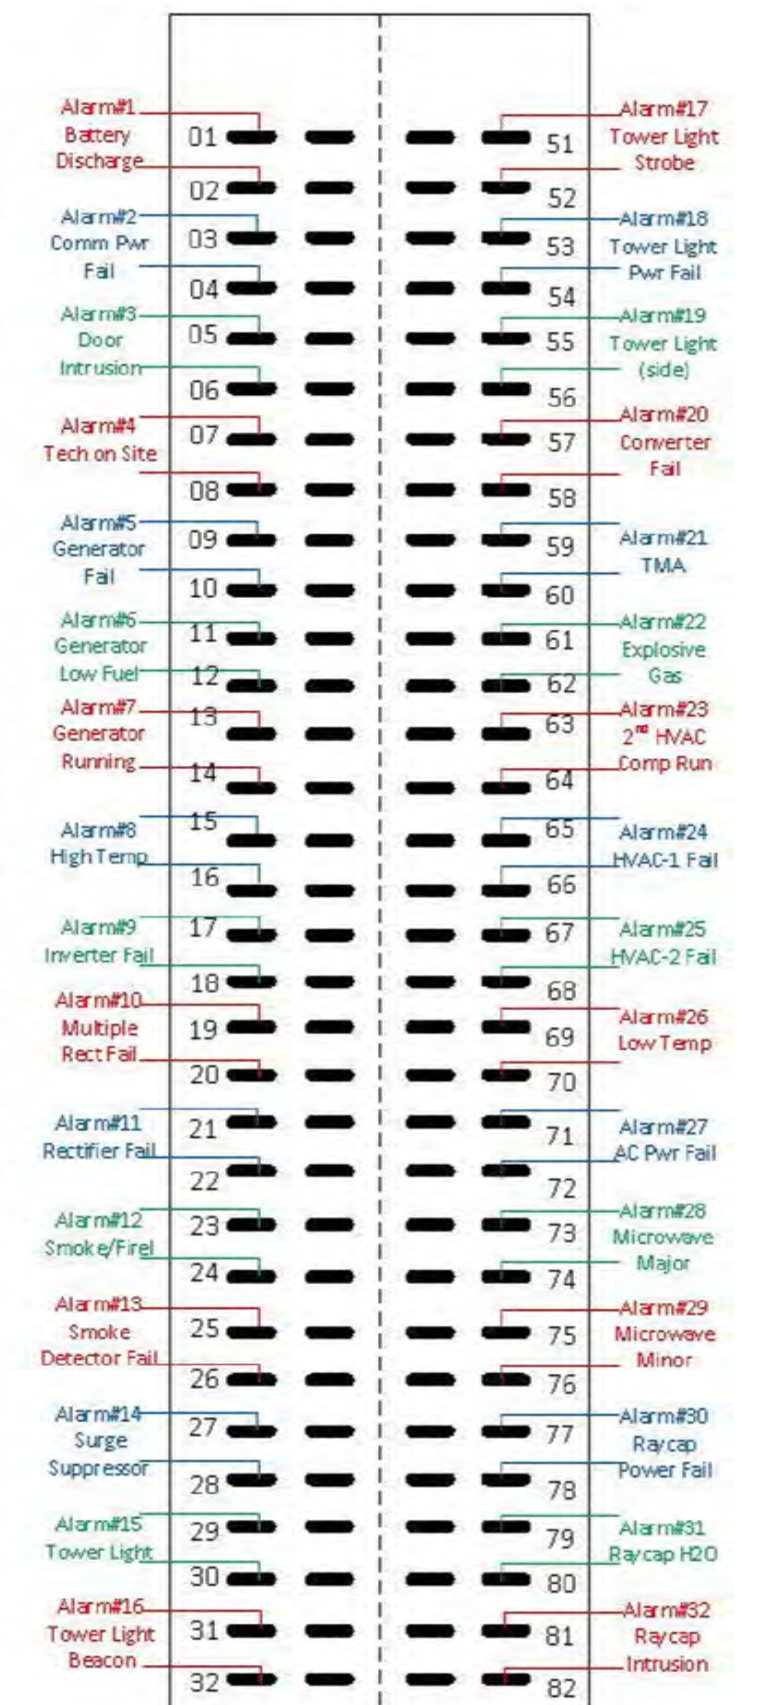 Alarm#1
Battery
Discharge
01
02
Alarm#2
Comm Pwr
Fail
03
04
Alarm#3
Door
Intrusion
05
06
Alarm#4
Tech on Site
07
08
Alarm#5
Generator
Fail
09
10
Alarm#6
Generator
Low Fuel
11
12
Alarm#7
Generator
Running
13
14
Alarm#8
High Temp
15
16
Alarm#9
Inverter Fail
17
18
Alarm#10
Multiple
Rect Fail
19
20
Alarm#11
Rectifier Fail
21
22
Alarm#12
Smoke/Firel
23
24
Alarm#13
Smoke
Detector Fail
25
26
Alarm#14
Surge
Suppressor
27
28
Alarm#15
Tower Light
29
30
Alarm#16
Tower Light
Beacon
31
32
51
52
Alarm#17
Tower Light
Strobe
53
54
Alarm#18
Tower Light
Pwr Fail
55
56
Alarm#19
Tower Light
(side)
57
58
Alarm#20
Converter
Fail
59
60
Alarm#21
TMA
61
62
Alarm#22
Explosive
Gas
63
64
Alarm#23
2nd HVAC
Comp Run
65
66
Alarm#24
HVAC-1 Fail
67
68
Alarm#25
HVAC-2 Fail
69
70
Alarm#26
Low Temp
71
72
Alarm#27
AC Pwr Fail
73
74
Alarm#28
Microwave
Major
75
76
Alarm#29
Microwave
Minor
77
78
Alarm#30
Raycap
Power Fail
79
80
Alarm#31
Raycap H2O
81
82
Alarm#32
Raycap
Intrusion